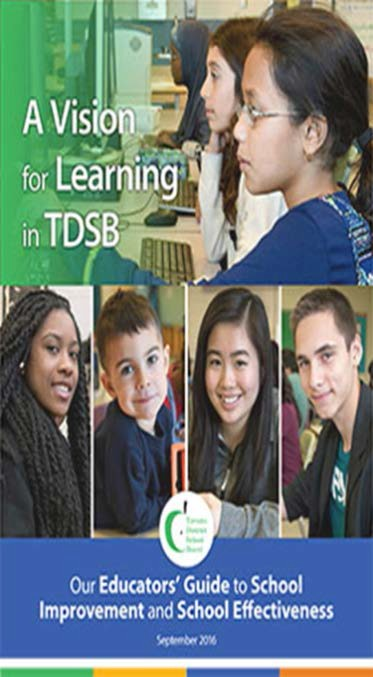 A Vision
for Learning
in TDSB
Toronto
District
School
Board
Our Educators' Guide to School
Improvement and School Effectiveness
September 2016